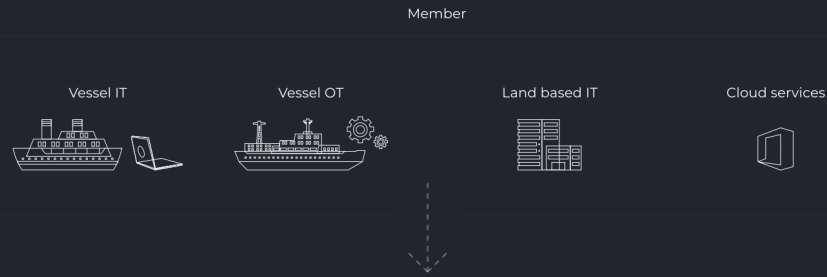 Member
Vessel IT
Vessel OT
Land based IT
Cloud services